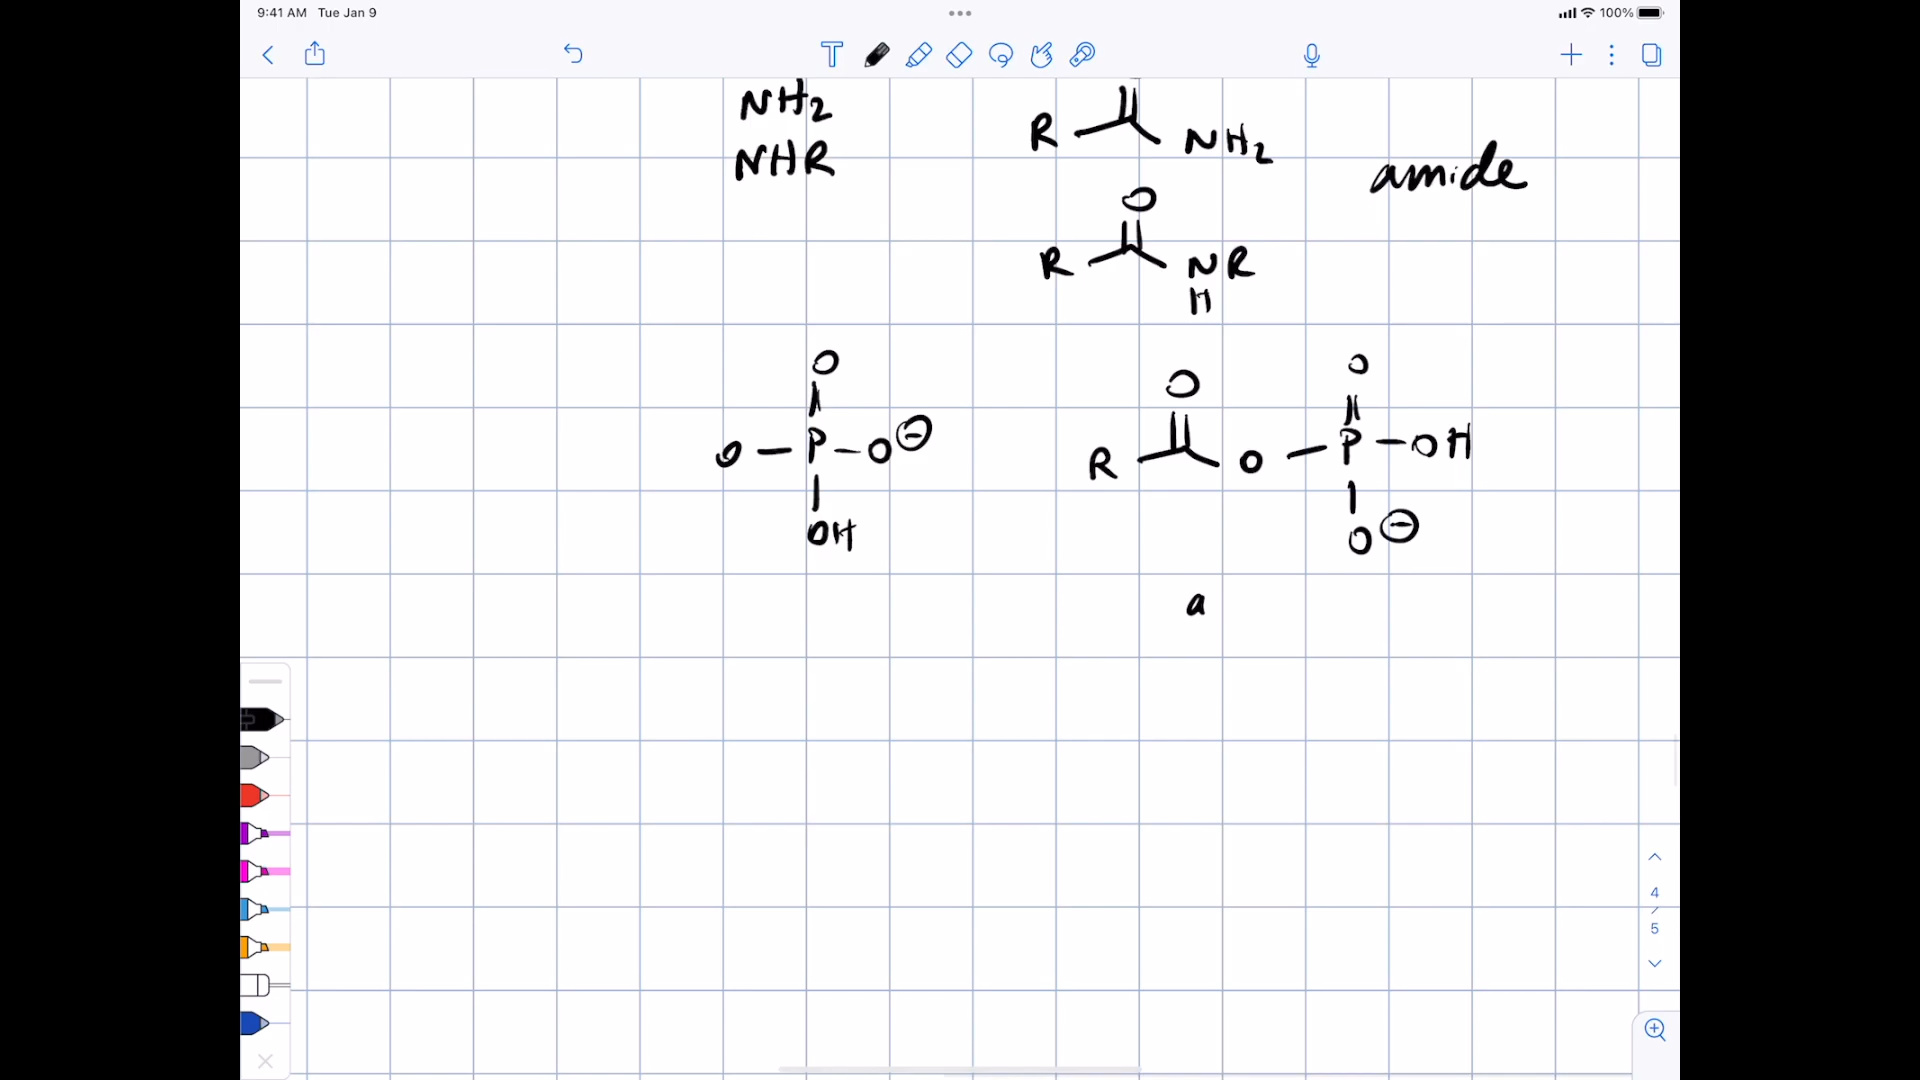 9:41 AM Tue Jan 9
100%
T
NH2
NHR
R NH2
amide
O
R NR
H
O
O P O ⊖
OH
O O
R O P OH
O ⊖
a
4
/
5